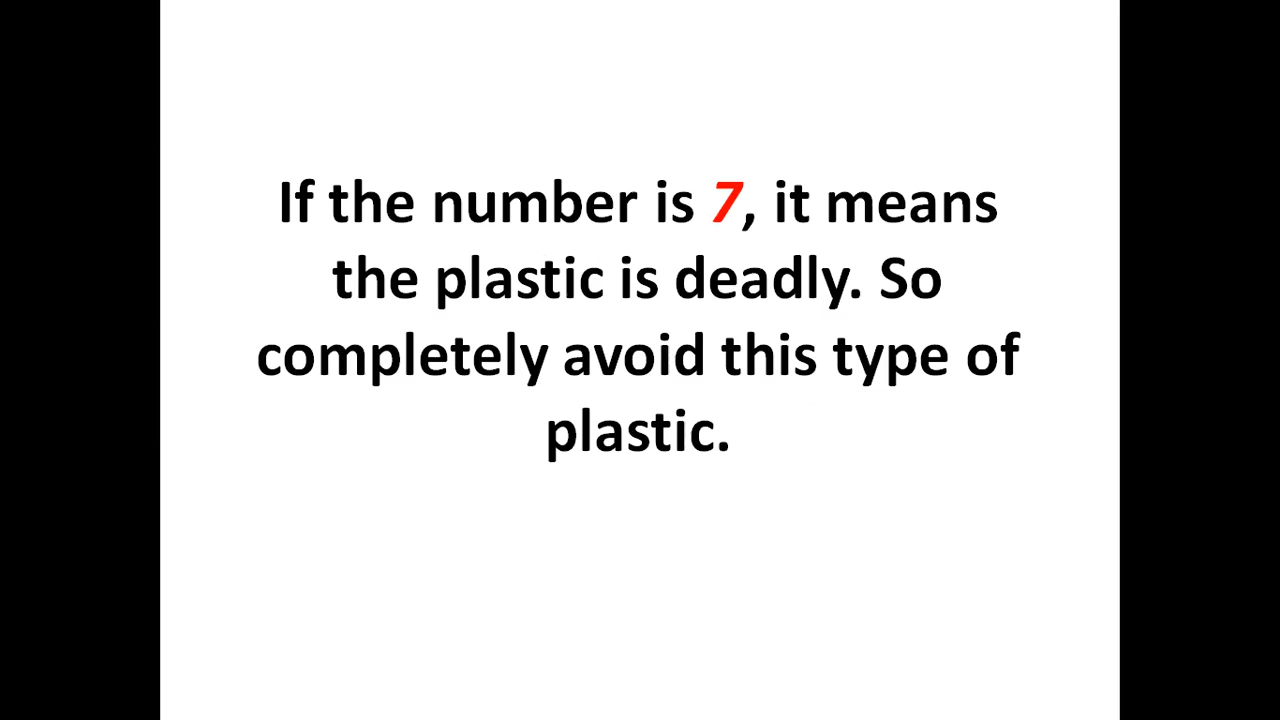 If the number is 7, it means
the plastic is deadly. So
completely avoid this type of
plastic.